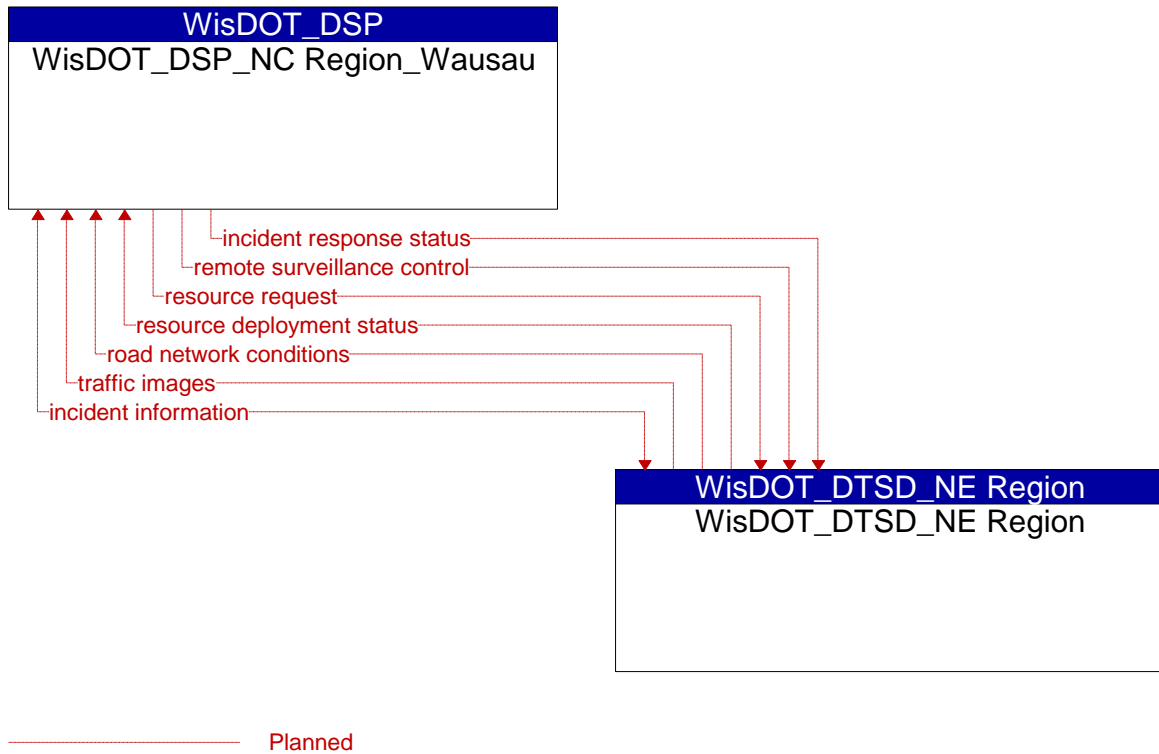 WisDOT_DSP
WisDOT_DSP_NC Region_Wausau
incident response status
remote surveillance control
resource request
resource deployment status
road network conditions
traffic images
incident information
WisDOT_DTSD_NE Region
WisDOT_DTSD_NE Region
Planned